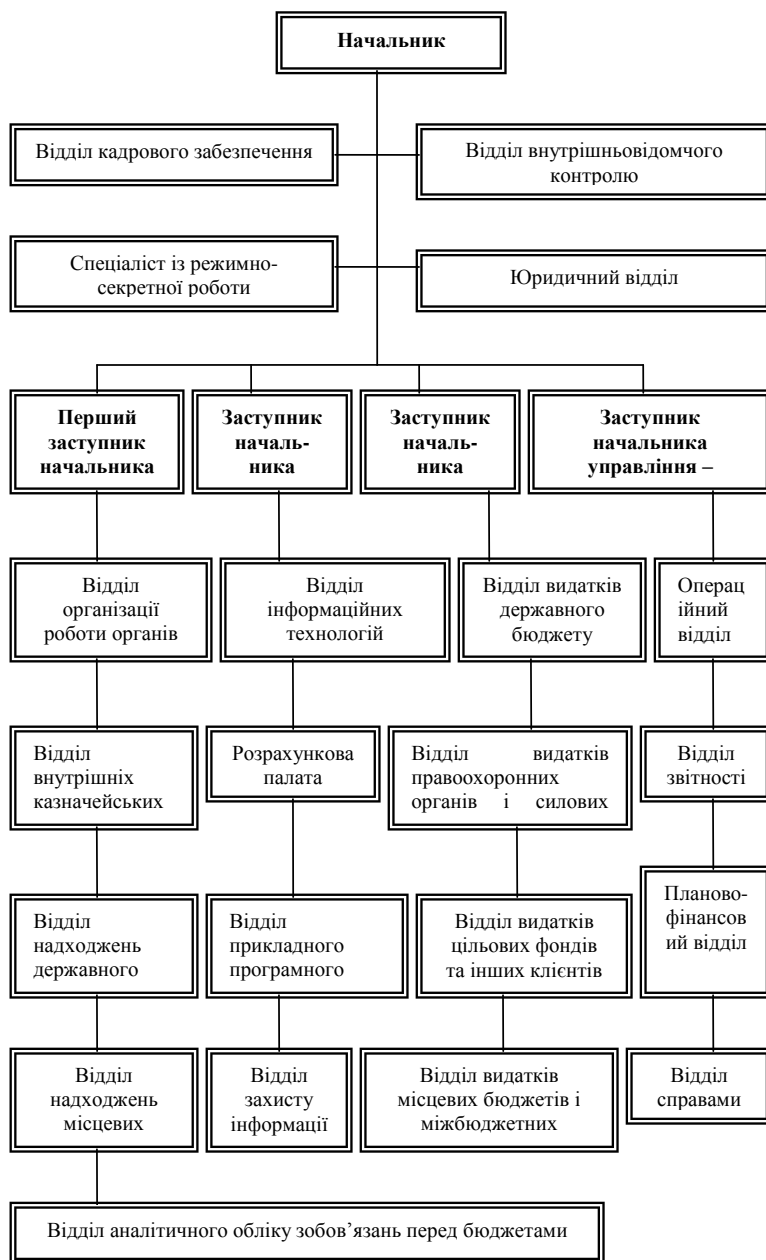 Начальник
Відділ кадрового забезпечення
Відділ внутрішньовідомчого
контролю
Спеціаліст із режимно-
секретної роботи
Юридичний відділ
Перший
заступник
начальника
Заступник
началь-
ника
Заступник
началь-
ника
Заступник
начальника
управління –
Відділ
організації
роботи органів
Відділ
інформаційних
технологій
Відділ видатків
державного
бюджету
Операц
ійний
відділ
Відділ
внутрішніх
казначейських
Розрахункова
палата
Відділ видатків
правоохоронних
органів і силових
Відділ
звітності
Відділ
надходжень
державного
Відділ
прикладного
програмного
Відділ видатків
цільових фондів
та інших клієнтів
Планово-
фінансов
ий відділ
Відділ
надходжень
місцевих
Відділ
захисту
інформації
Відділ видатків
місцевих бюджетів і
міжбюджетних
Відділ
справами
Відділ аналітичного обліку зобов’язань перед бюджетами